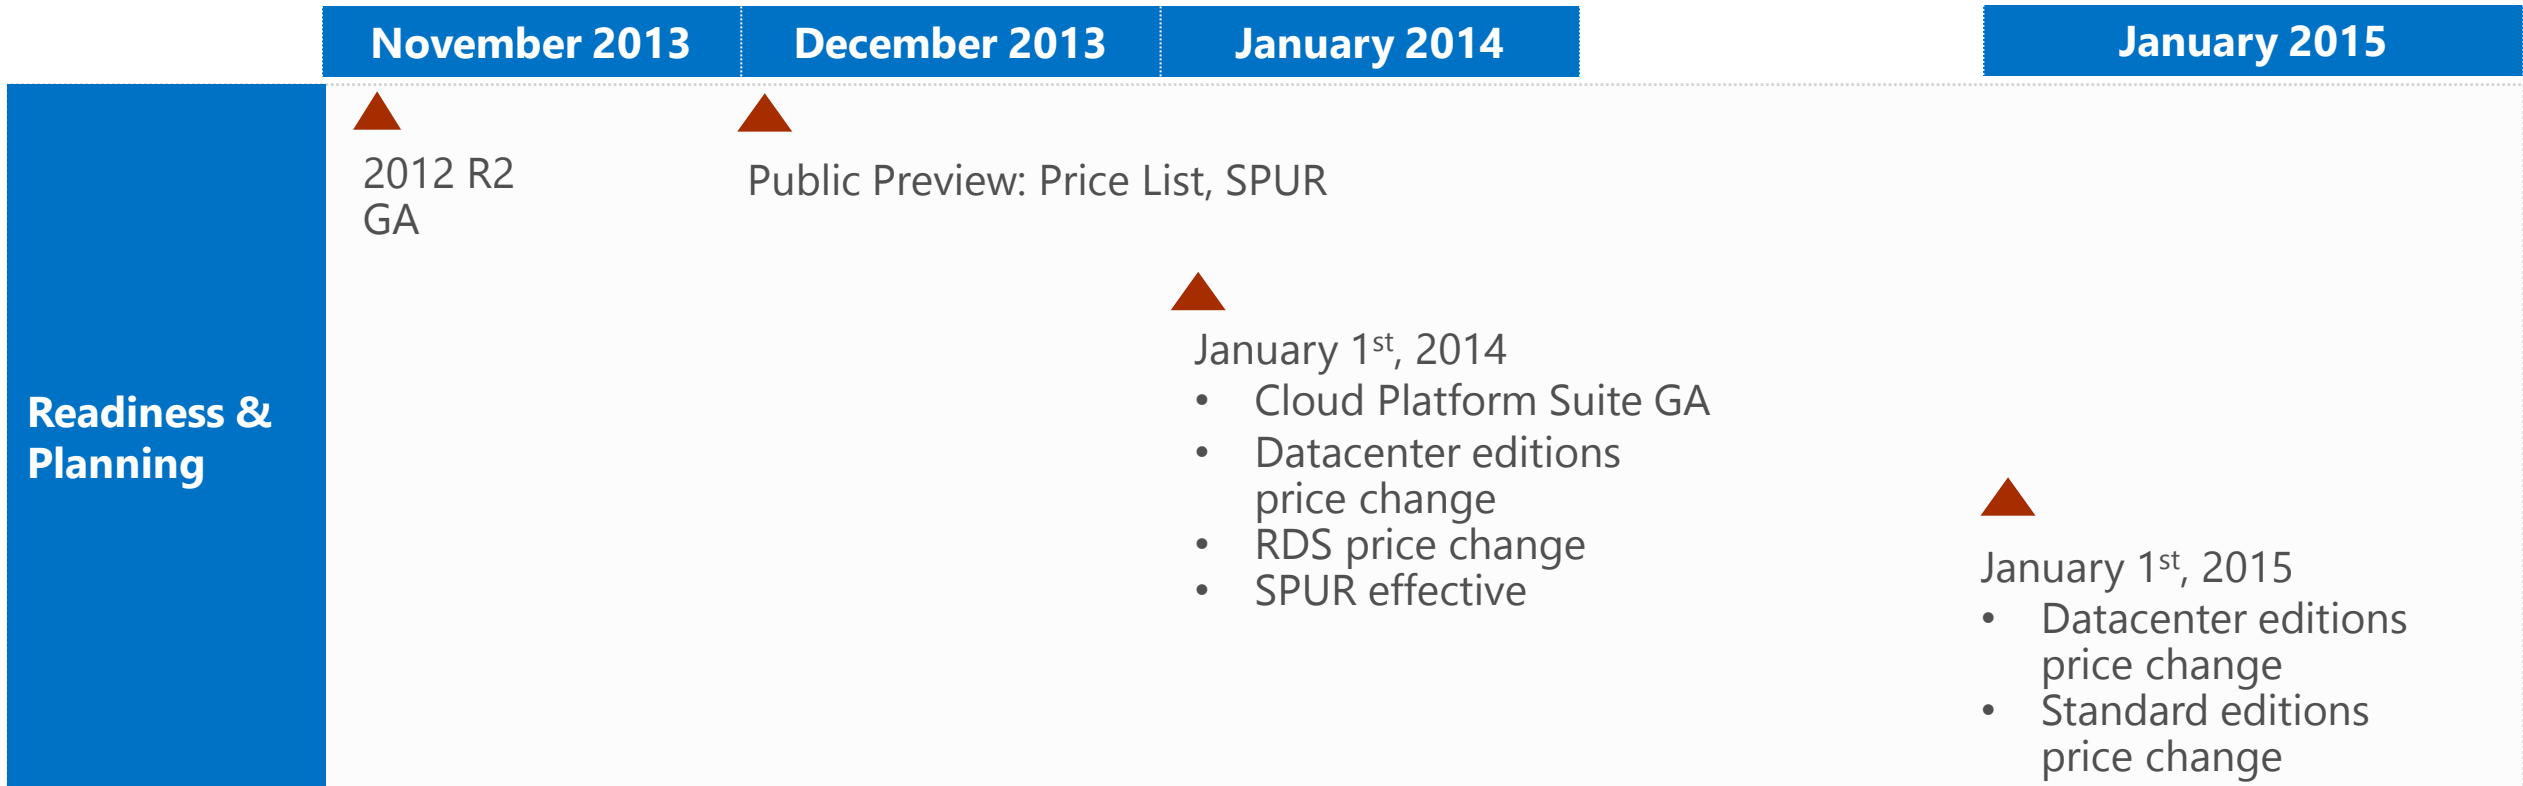 November 2013
December 2013
January 2014
January 2015
Readiness &
Planning
2012 R2
GA
Public Preview: Price List, SPUR
January 1st, 2014
• Cloud Platform Suite GA
• Datacenter editions
price change
• RDS price change
• SPUR effective
January 1st, 2015
• Datacenter editions
price change
• Standard editions
price change